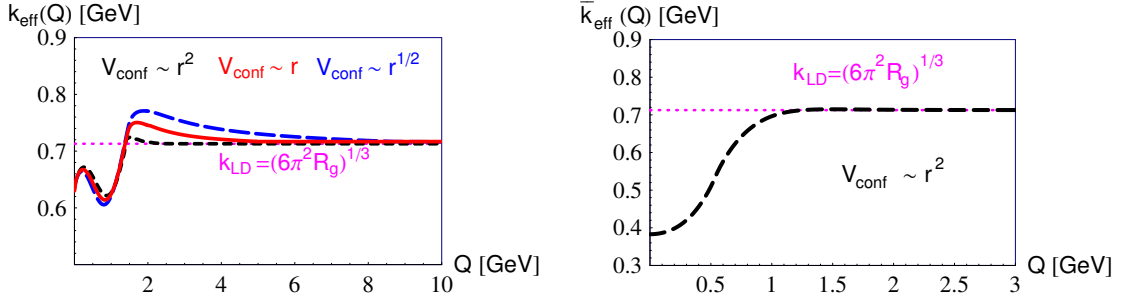 k_eff(Q) [GeV]
0.9
V_conf ~ r^2 V_conf ~ r V_conf ~ r^1/2
0.8
0.7
k_LD=(6π^2R_g)^1/3
0.6
Q [GeV]
2 4 6 8 10
k̅_eff (Q) [GeV]
0.9
k_LD=(6π^2R_g)^1/3
0.8
0.7
0.6
V_conf ~ r^2
0.5
0.4
0.3
Q [GeV]
0.5 1 1.5 2 2.5 3